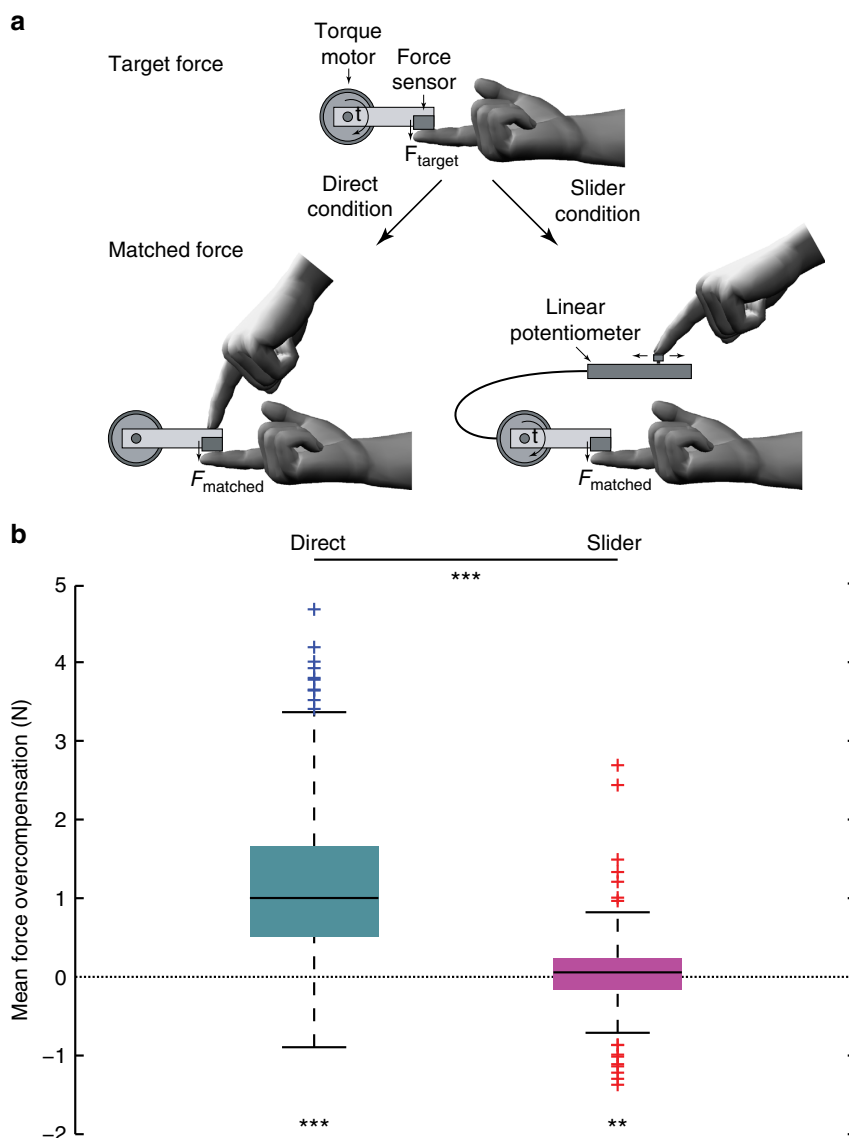 a
Target force
Torque
motor
Force
sensor
t
F target
Direct
condition
Slider
condition
Matched force
Linear
potentiometer
F matched
t
F matched
b
Direct
Slider
***
Mean force overcompensation (N)
5
4
3
2
1
0
−1
−2
***
**